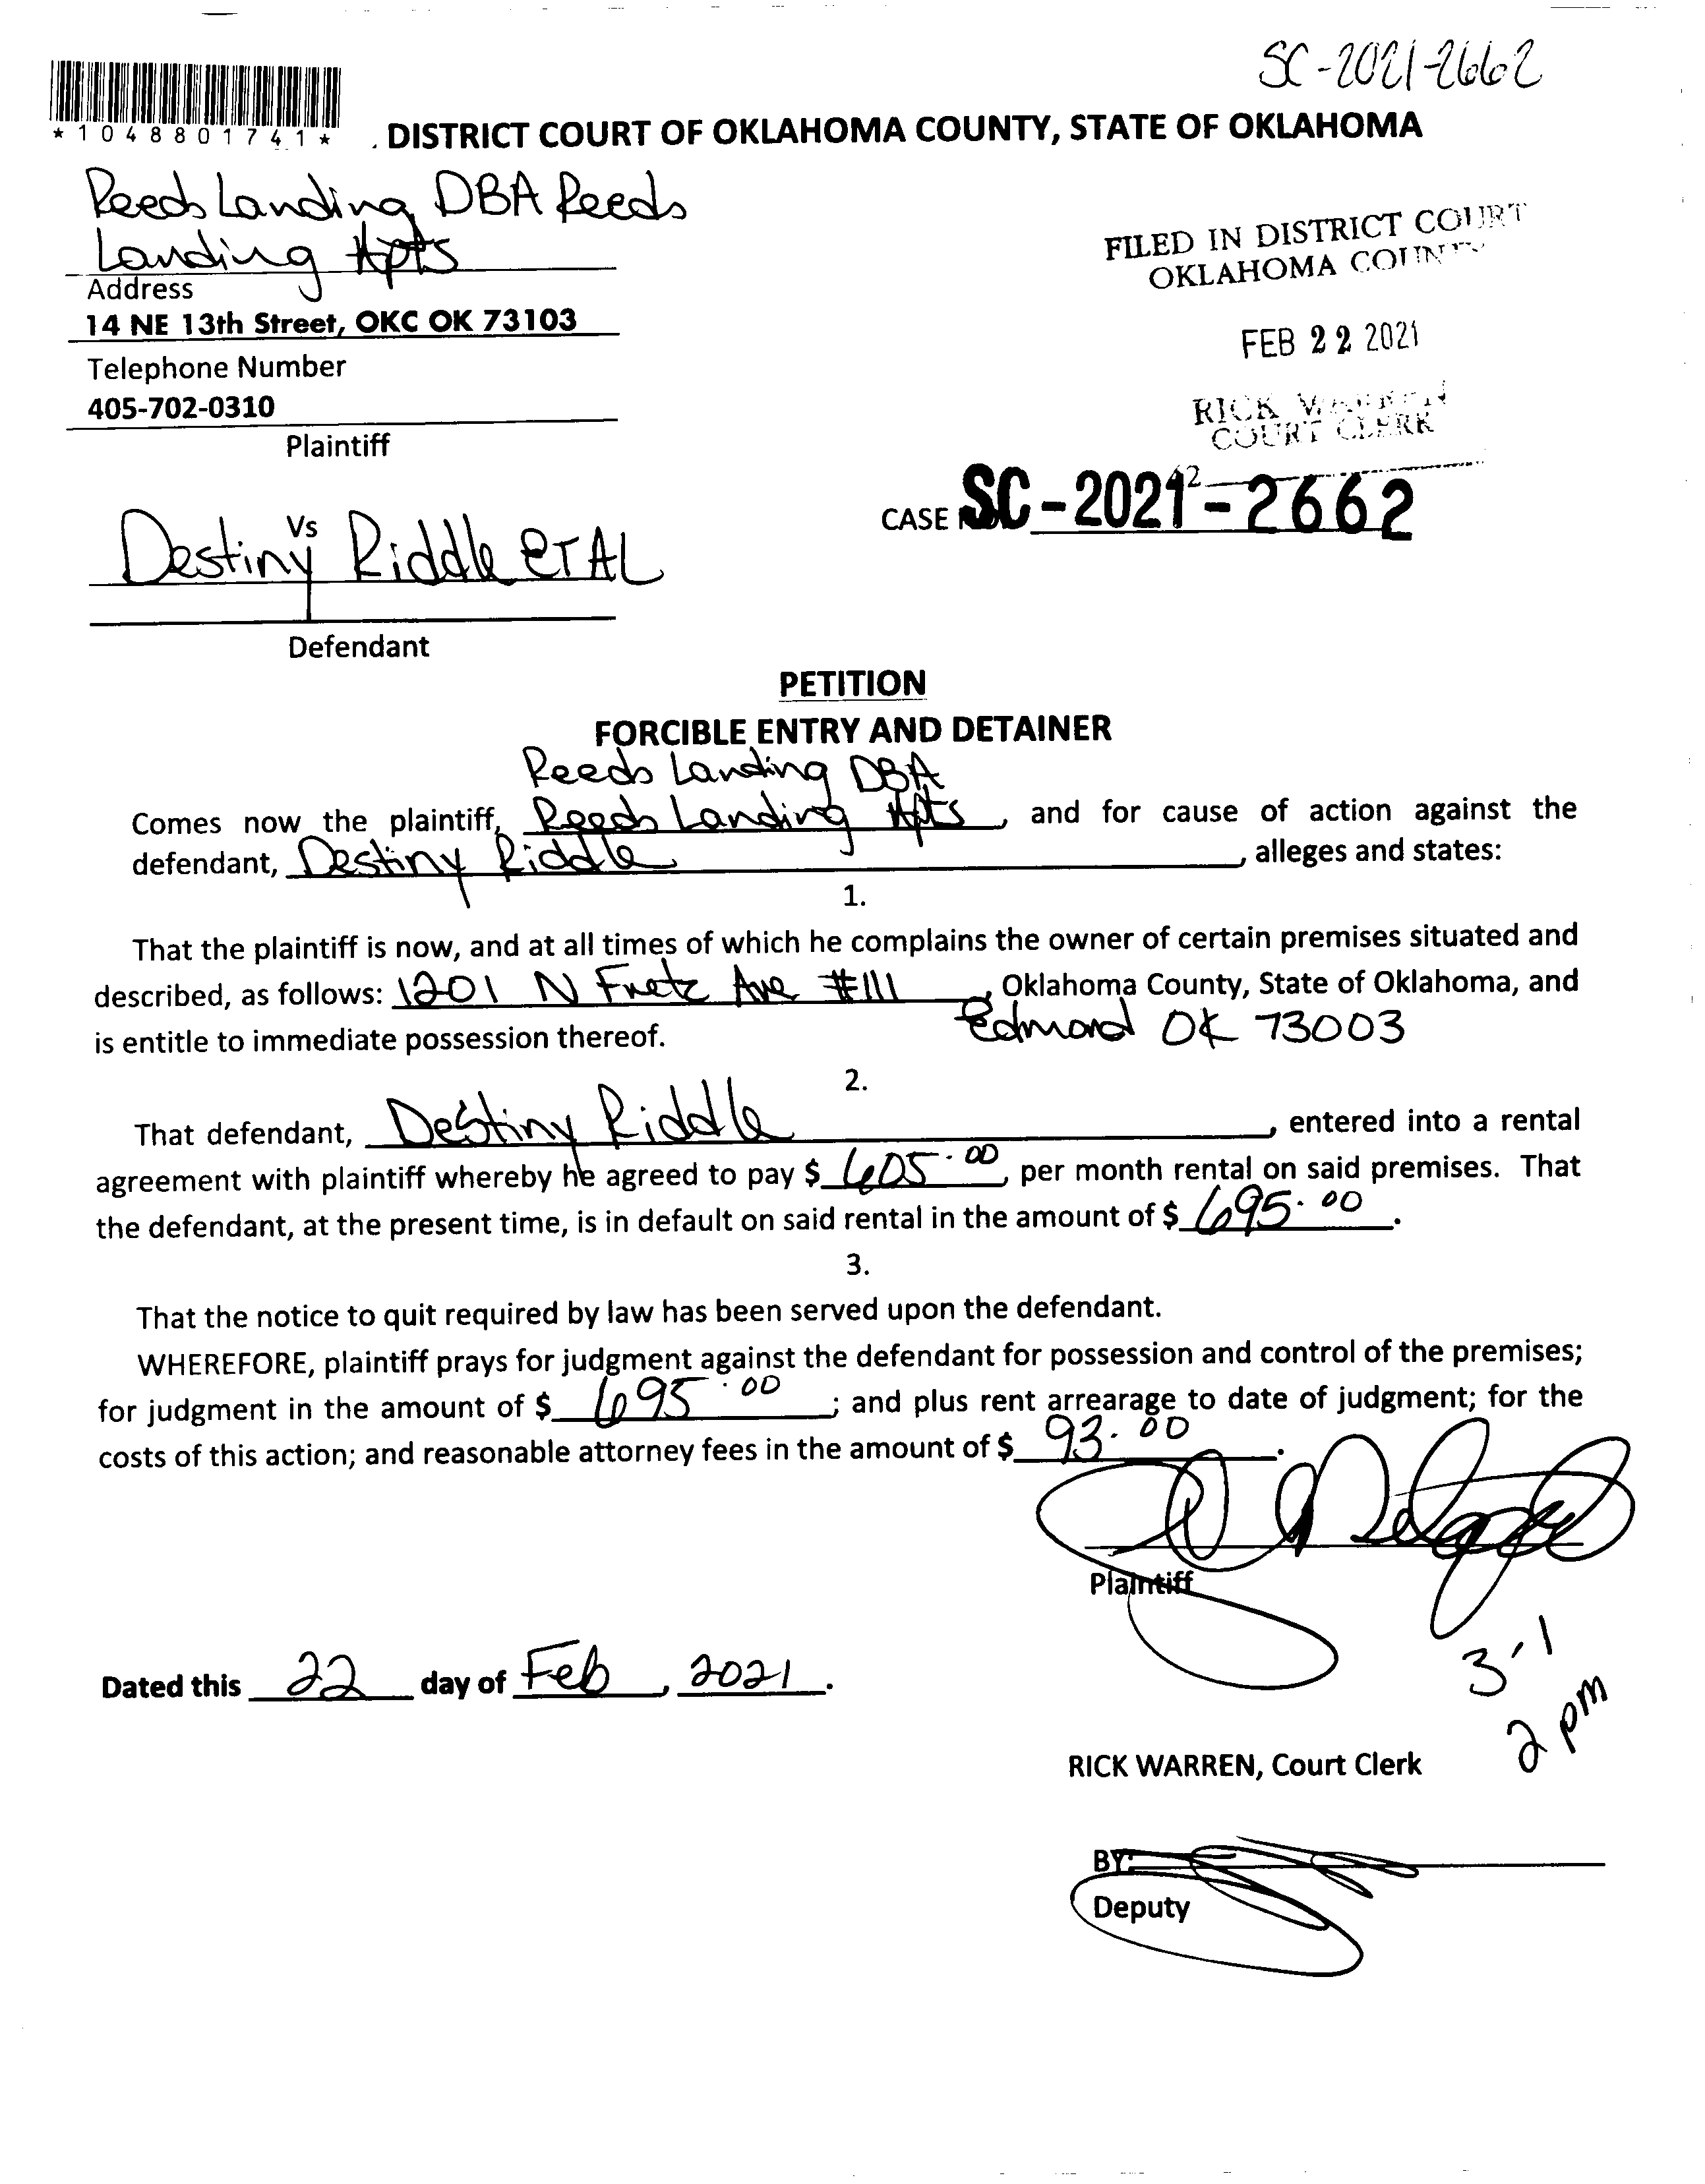 SC-2021-2662
*1048801741*
. DISTRICT COURT OF OKLAHOMA COUNTY, STATE OF OKLAHOMA
Reeds Landing DBA Reeds
Landing Apts
Address
14 NE 13th Street, OKC OK 73103
Telephone Number
405-702-0310
Plaintiff
FILED IN DISTRICT COURT
OKLAHOMA COUNTY
FEB 22 2021
RICK WARREN
COURT CLERK
42
CASE NO. SC-2021-2662
Vs
Destiny Riddle ET AL
Defendant
PETITION
FORCIBLE ENTRY AND DETAINER
Reeds Landing DBA
Comes now the plaintiff, Reeds Landing Apts, and for cause of action against the
defendant, Destiny Riddle, alleges and states:
1.
That the plaintiff is now, and at all times of which he complains the owner of certain premises situated and
described, as follows: 1201 N Fretz Ave #111, Oklahoma County, State of Oklahoma, and
is entitle to immediate possession thereof. Edmond OK 73003
2.
That defendant, Destiny Riddle, entered into a rental
agreement with plaintiff whereby he agreed to pay $ 605.00, per month rental on said premises. That
the defendant, at the present time, is in default on said rental in the amount of $ 695.00.
3.
That the notice to quit required by law has been served upon the defendant.
WHEREFORE, plaintiff prays for judgment against the defendant for possession and control of the premises;
for judgment in the amount of $ 695.00; and plus rent arrearage to date of judgment; for the
costs of this action; and reasonable attorney fees in the amount of $ 93.00.
Plaintiff
3-1
2 pm
Dated this 22 day of Feb, 2021.
RICK WARREN, Court Clerk
BY:
Deputy